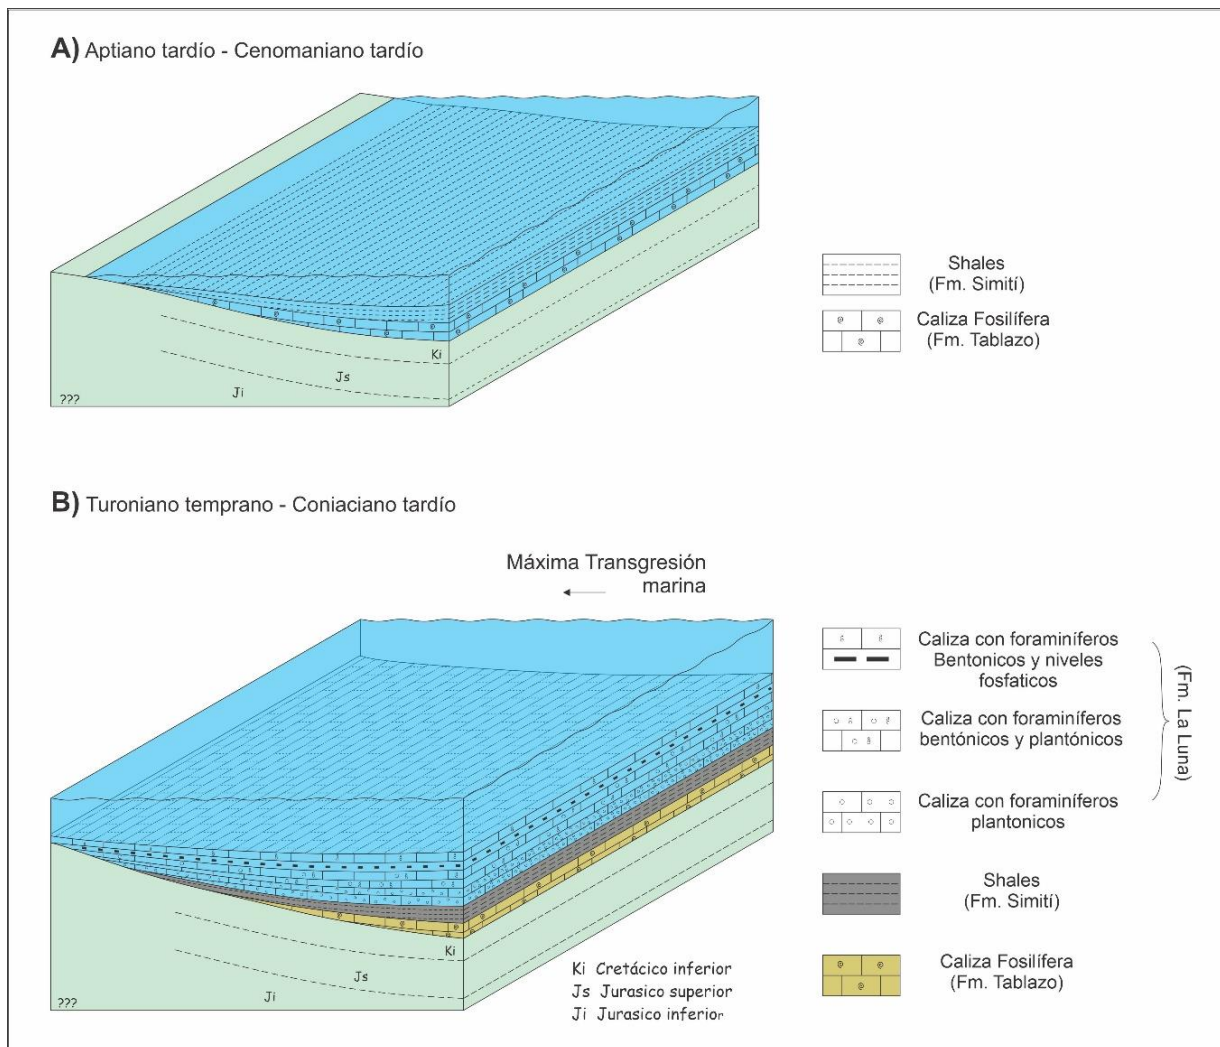 A) Aptiano tardío - Cenomaniano tardío
Shales
(Fm. Simití)
Caliza Fosilífera
(Fm. Tablazo)
Ki
Js
Ji
???
B) Turoniano temprano - Coniaciano tardío
Máxima Transgresión
marina
Caliza con foraminíferos
Bentonicos y niveles
fosfaticos
Caliza con foraminíferos
bentónicos y plantónicos
Caliza con foraminíferos
plantonicos
(Fm. La Luna)
Shales
(Fm. Simití)
Caliza Fosilífera
(Fm. Tablazo)
Ki
Js
Ji
???
Ki Cretácico inferior
Js Jurasico superior
Ji Jurasico inferior